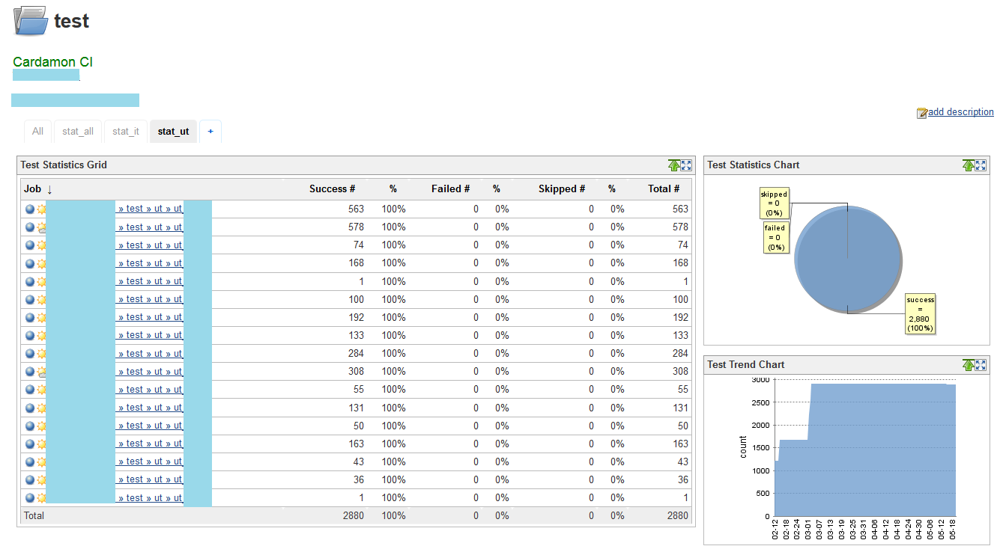 test
Cardamon CI
add description
All stat_all stat_it stat_ut +
Test Statistics Grid
Job ↓ Success # % Failed # % Skipped # % Total #
» test » ut » ut 563 100% 0 0% 0 0% 563
» test » ut » ut 578 100% 0 0% 0 0% 578
» test » ut » ut 74 100% 0 0% 0 0% 74
» test » ut » ut 168 100% 0 0% 0 0% 168
» test » ut » ut 1 100% 0 0% 0 0% 1
» test » ut » ut 100 100% 0 0% 0 0% 100
» test » ut » ut 192 100% 0 0% 0 0% 192
» test » ut » ut 133 100% 0 0% 0 0% 133
» test » ut » ut 284 100% 0 0% 0 0% 284
» test » ut » ut 308 100% 0 0% 0 0% 308
» test » ut » ut 55 100% 0 0% 0 0% 55
» test » ut » ut 131 100% 0 0% 0 0% 131
» test » ut » ut 50 100% 0 0% 0 0% 50
» test » ut » ut 163 100% 0 0% 0 0% 163
» test » ut » ut 43 100% 0 0% 0 0% 43
» test » ut » ut 36 100% 0 0% 0 0% 36
» test » ut » ut 1 100% 0 0% 0 0% 1
Total 2880 100% 0 0% 0 0% 2880
Test Statistics Chart
skipped
= 0
(0%)
failed
= 0
(0%)
success
=
2,880
(100%)
Test Trend Chart
3000
2500
2000
1500
1000
500
0
count
02-12 02-18 02-24 03-01 03-07 03-13 03-19 03-25 03-31 04-06 04-12 04-18 04-24 04-30 05-06 05-12 05-18